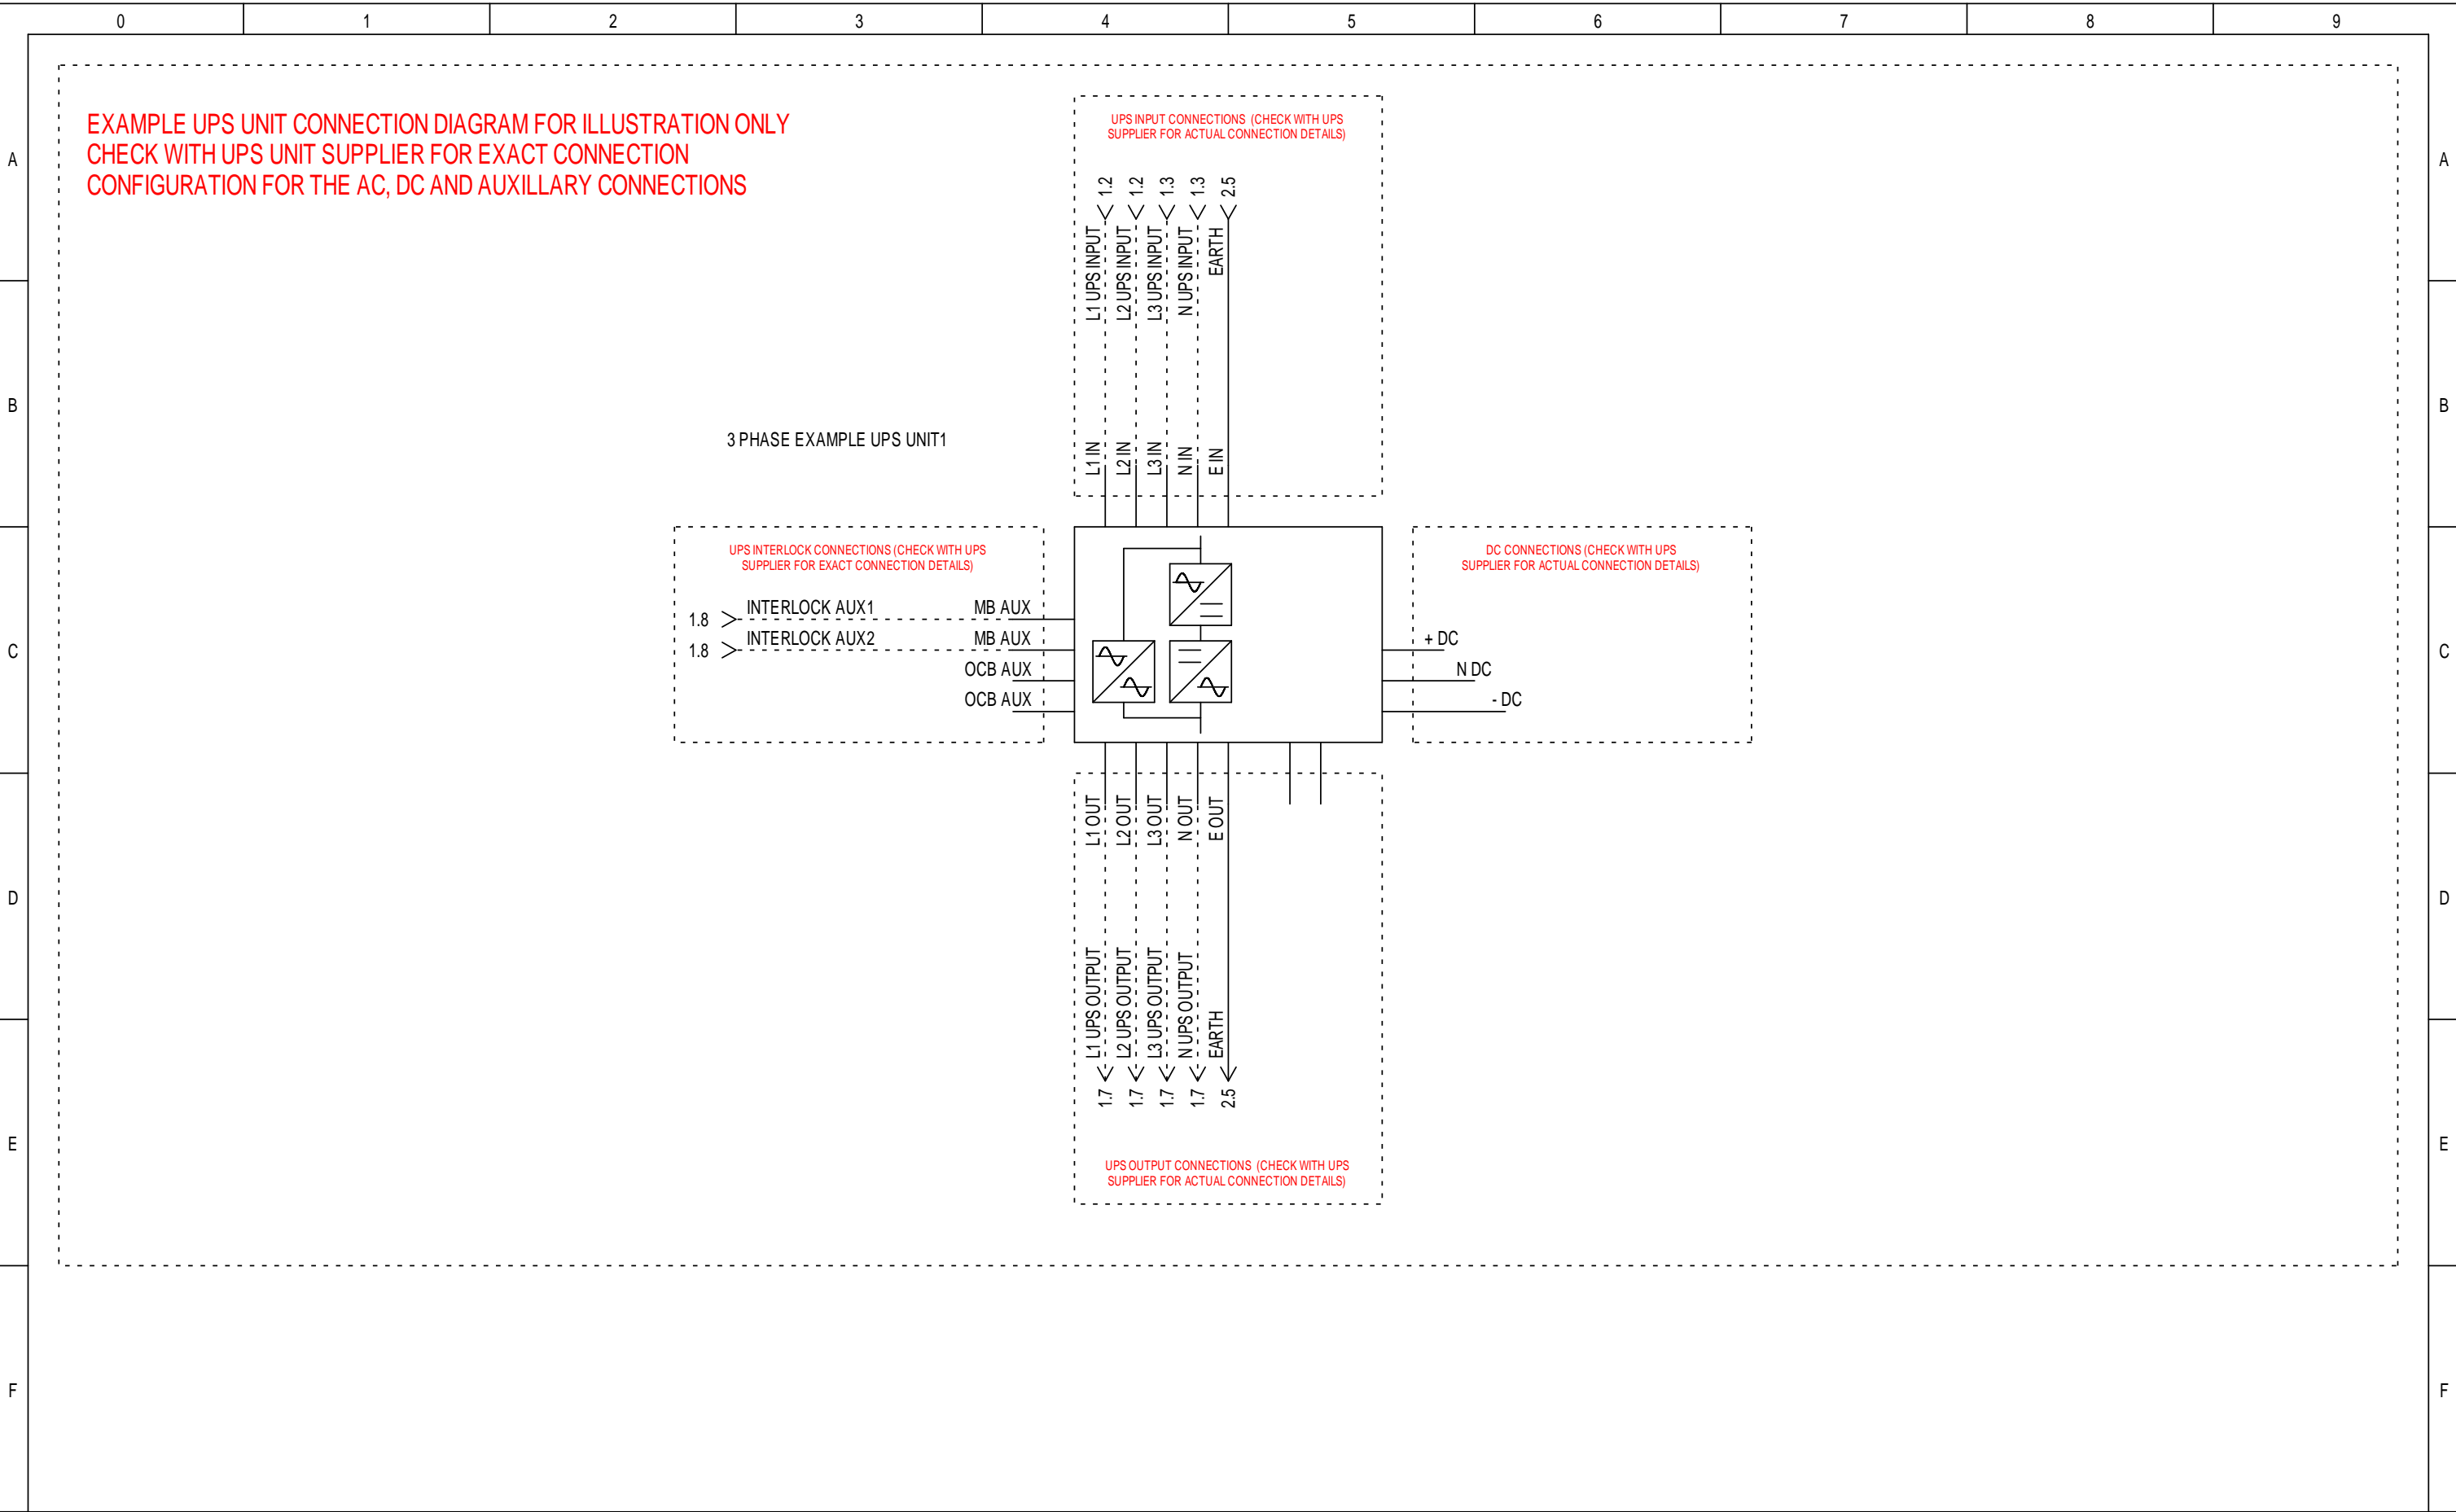 0 1 2 3 4 5 6 7 8 9
EXAMPLE UPS UNIT CONNECTION DIAGRAM FOR ILLUSTRATION ONLY
CHECK WITH UPS UNIT SUPPLIER FOR EXACT CONNECTION
CONFIGURATION FOR THE AC, DC AND AUXILLARY CONNECTIONS
UPS INPUT CONNECTIONS (CHECK WITH UPS
SUPPLIER FOR ACTUAL CONNECTION DETAILS)
A A
1.2 1.2 1.3 1.3 2.5
L1 UPS INPUT
L2 UPS INPUT
L3 UPS INPUT
N UPS INPUT
EARTH
B B
3 PHASE EXAMPLE UPS UNIT1
L1 IN
L2 IN
L3 IN
N IN
E IN
UPS INTERLOCK CONNECTIONS (CHECK WITH UPS
SUPPLIER FOR EXACT CONNECTION DETAILS)
DC CONNECTIONS (CHECK WITH UPS
SUPPLIER FOR ACTUAL CONNECTION DETAILS)
1.8 INTERLOCK AUX1 MB AUX
1.8 INTERLOCK AUX2 MB AUX
OCB AUX
OCB AUX
+ DC
N DC
- DC
C C
L1 OUT
L2 OUT
L3 OUT
N OUT
E OUT
D D
L1 UPS OUTPUT
L2 UPS OUTPUT
L3 UPS OUTPUT
N UPS OUTPUT
EARTH
1.7 1.7 1.7 1.7 2.5
E E
UPS OUTPUT CONNECTIONS (CHECK WITH UPS
SUPPLIER FOR ACTUAL CONNECTION DETAILS)
F F